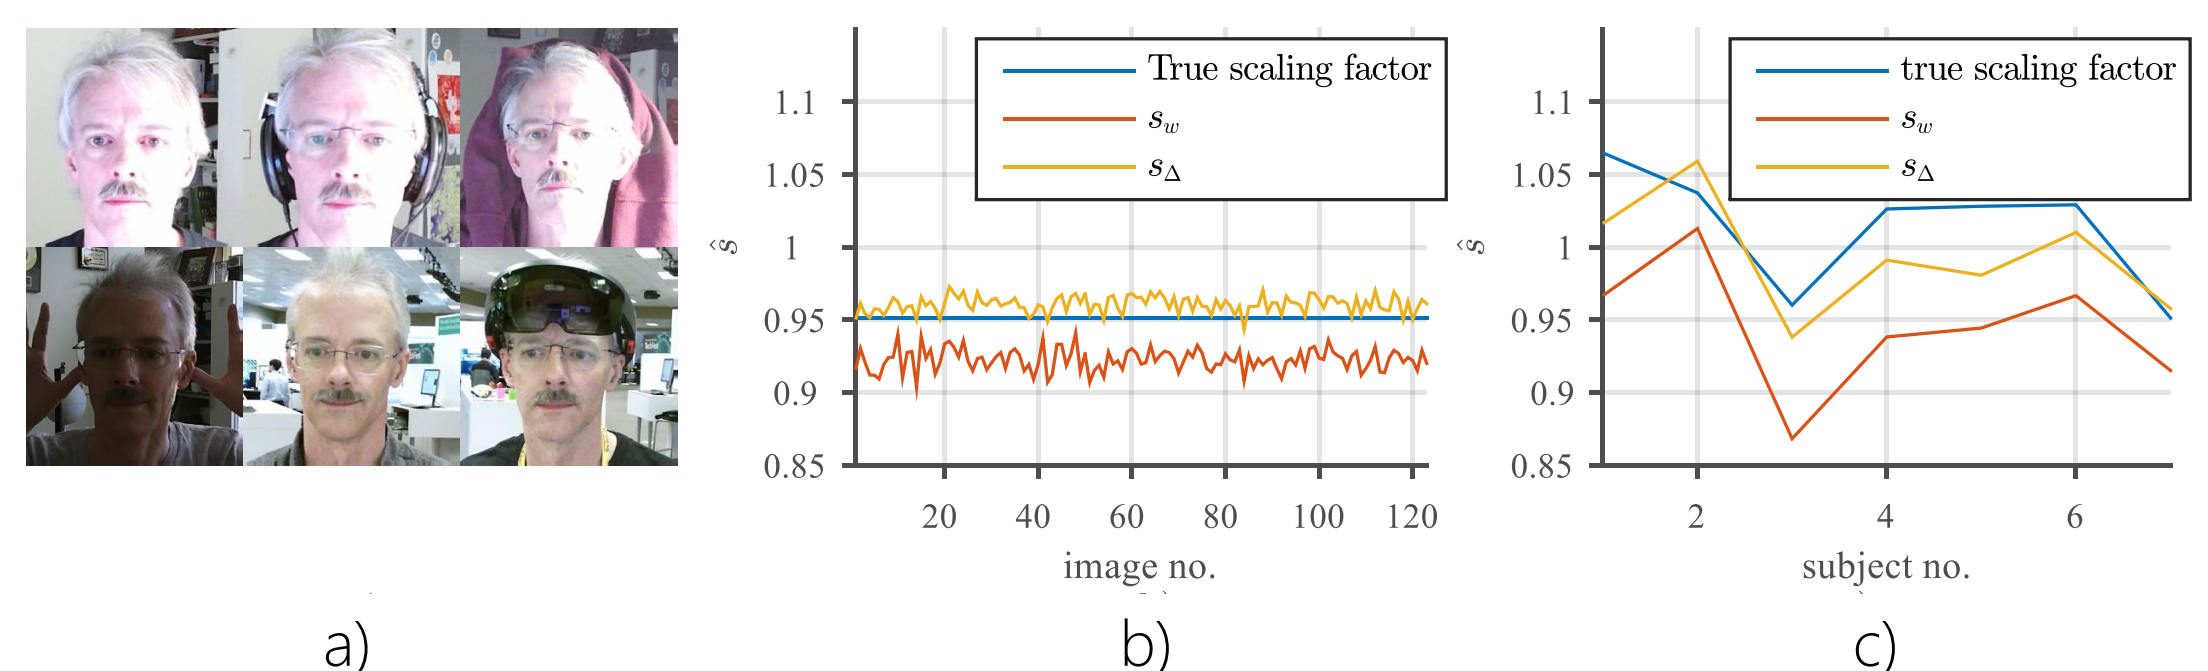 True scaling factor
s_w
s_Δ
1.1
1.05
1
0.95
0.9
0.85
ŝ
20 40 60 80 100 120
image no.
b)
true scaling factor
s_w
s_Δ
1.1
1.05
1
0.95
0.9
0.85
ŝ
2 4 6
subject no.
c)
a)